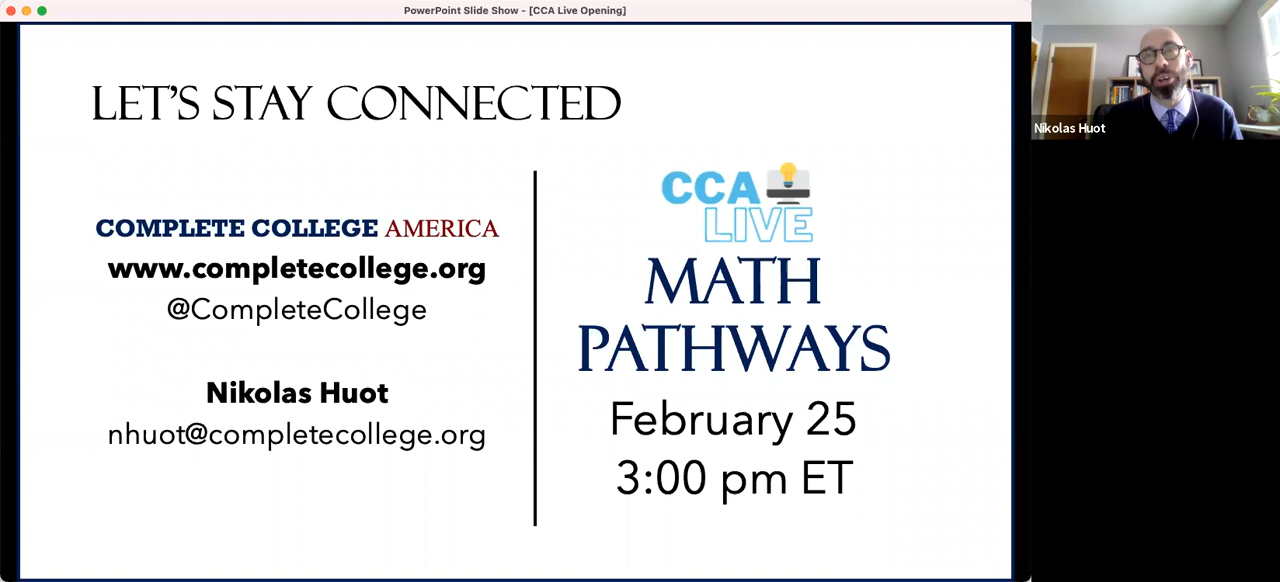 PowerPoint Slide Show - [CCA Live Opening]
LET'S STAY CONNECTED
COMPLETE COLLEGE AMERICA
www.completecollege.org
@CompleteCollege
Nikolas Huot
nhuot@completecollege.org
CCA
LIVE
MATH
PATHWAYS
February 25
3:00 pm ET
Nikolas Huot